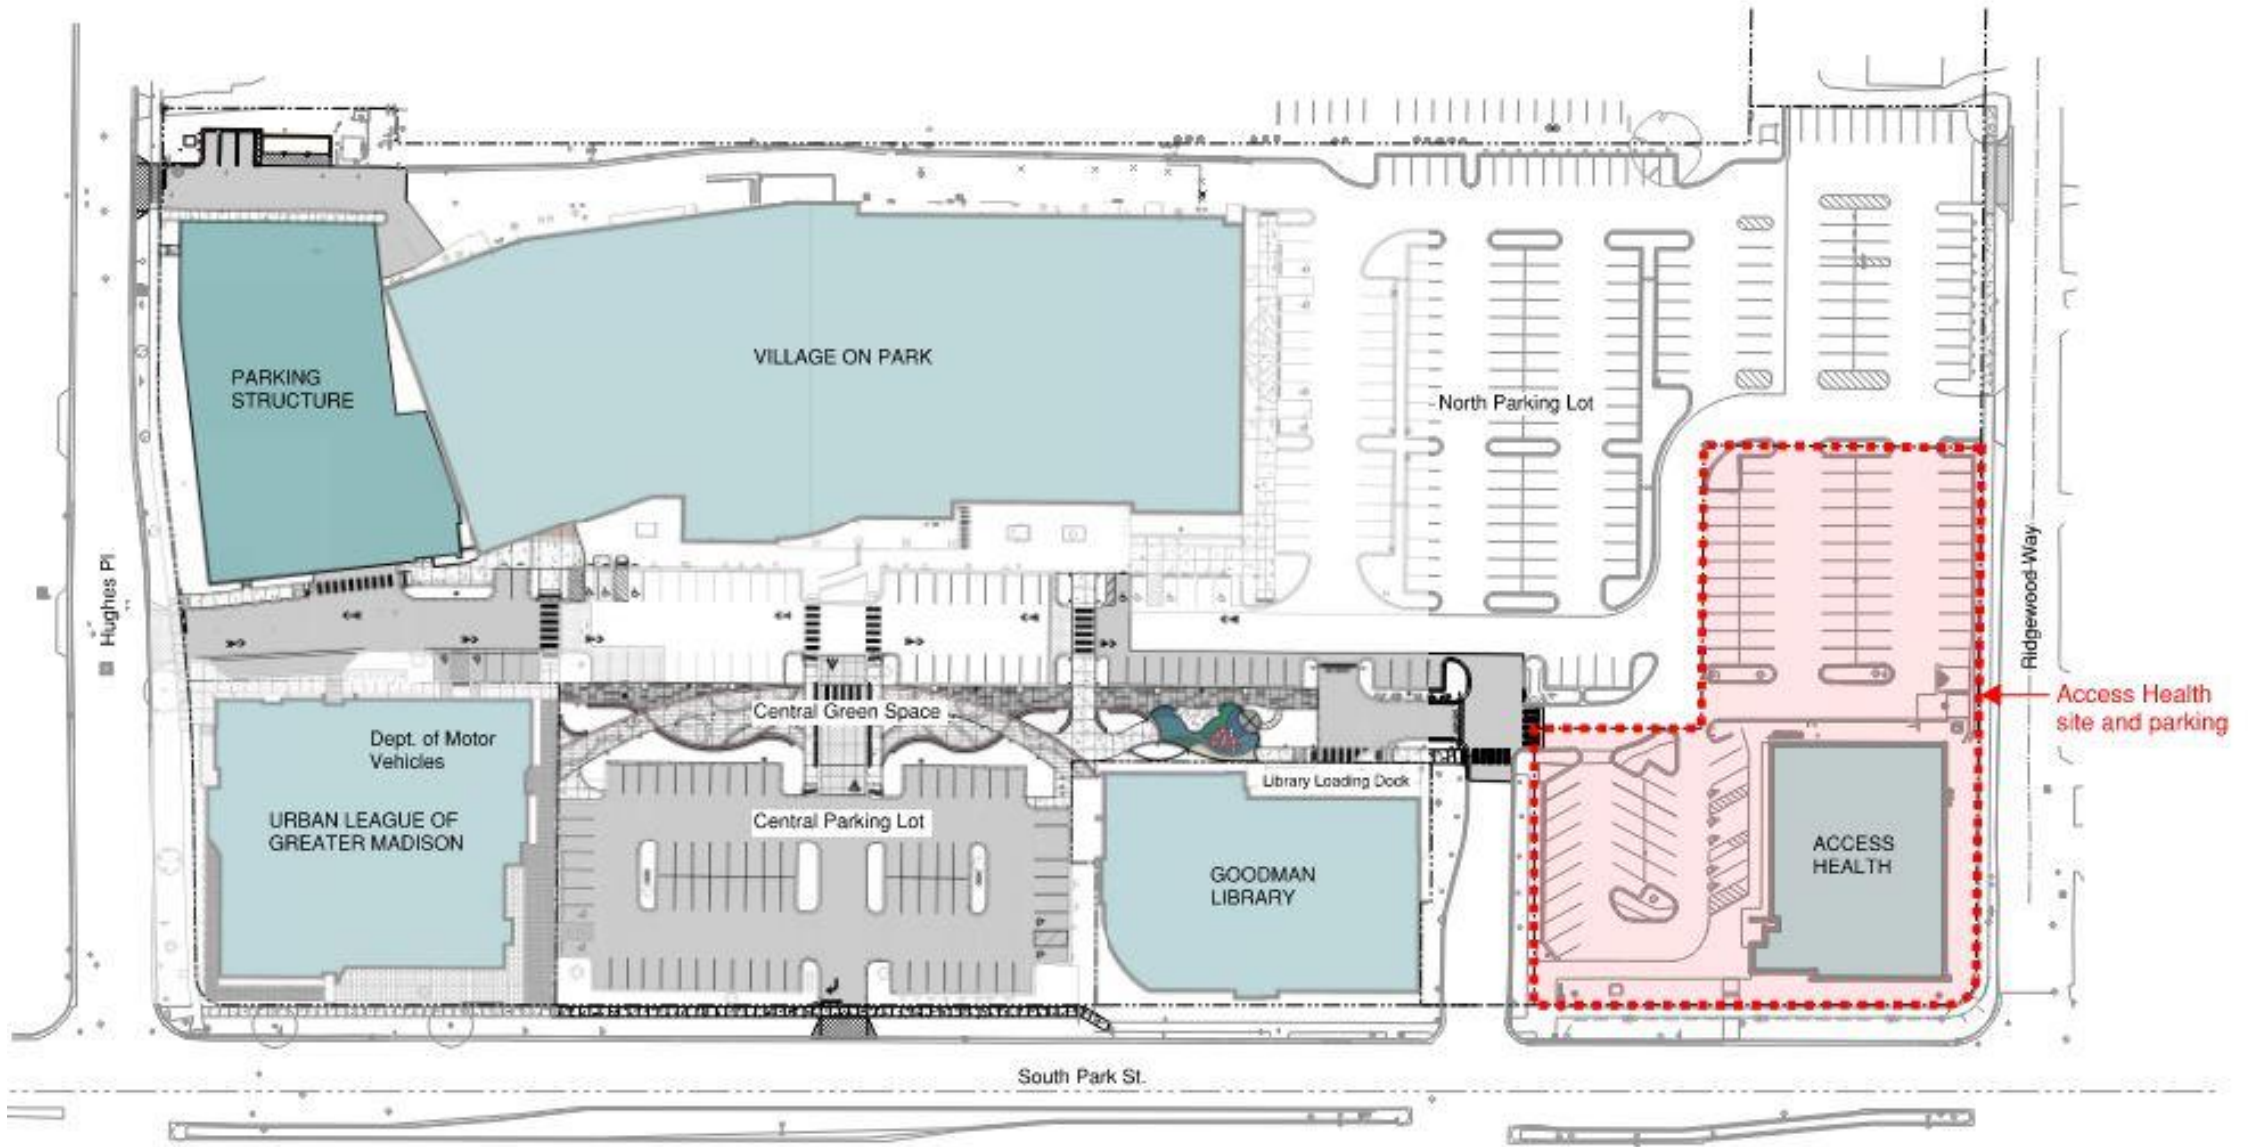 VILLAGE ON PARK
PARKING
STRUCTURE
North Parking Lot
Hughes Pl
Ridgewood Way
Access Health
site and parking
Central Green Space
Dept. of Motor
Vehicles
Library Loading Dock
URBAN LEAGUE OF
GREATER MADISON
Central Parking Lot
GOODMAN
LIBRARY
ACCESS
HEALTH
South Park St.